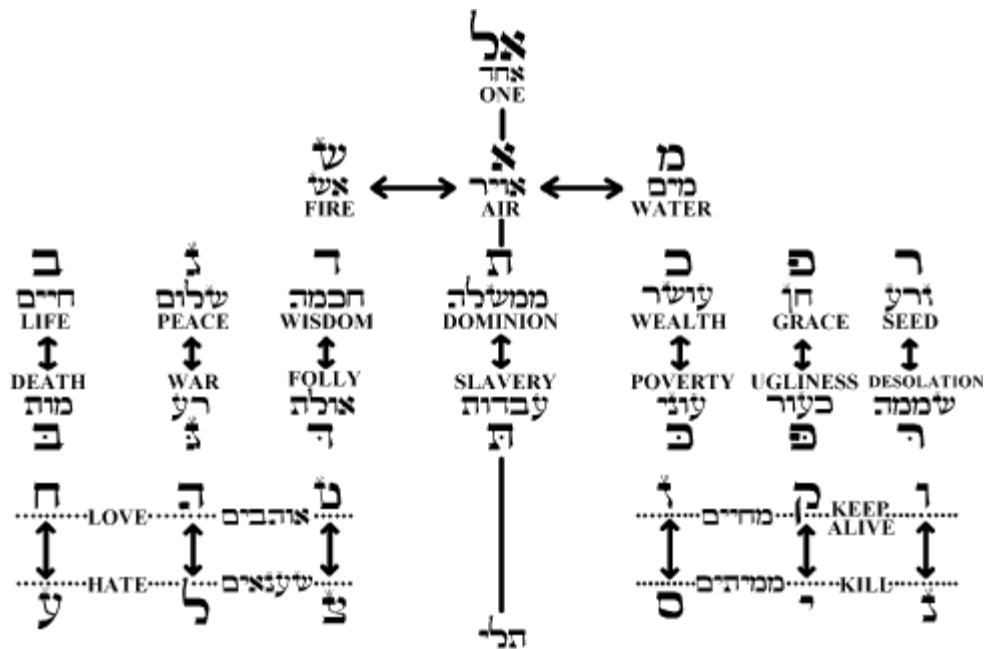 אל
אחד
ONE
ש א מ
אש אויר מים
FIRE AIR WATER
ב ג ד ת כ פ ר
חיים שלום חכמה ממשלה עושר חן זרע
LIFE PEACE WISDOM DOMINION WEALTH GRACE SEED
DEATH WAR FOLLY SLAVERY POVERTY UGLINESS DESOLATION
מות רע אולת עבדות עוני כעור שממה
בּ גּ דּ תּ כּ פּ רּ
ח ה ט ז ק ו
LOVE אוהבים מחיים KEEP
ALIVE
HATE שענאים ממיתים KILL
ע ל צ ס י נ
תלי